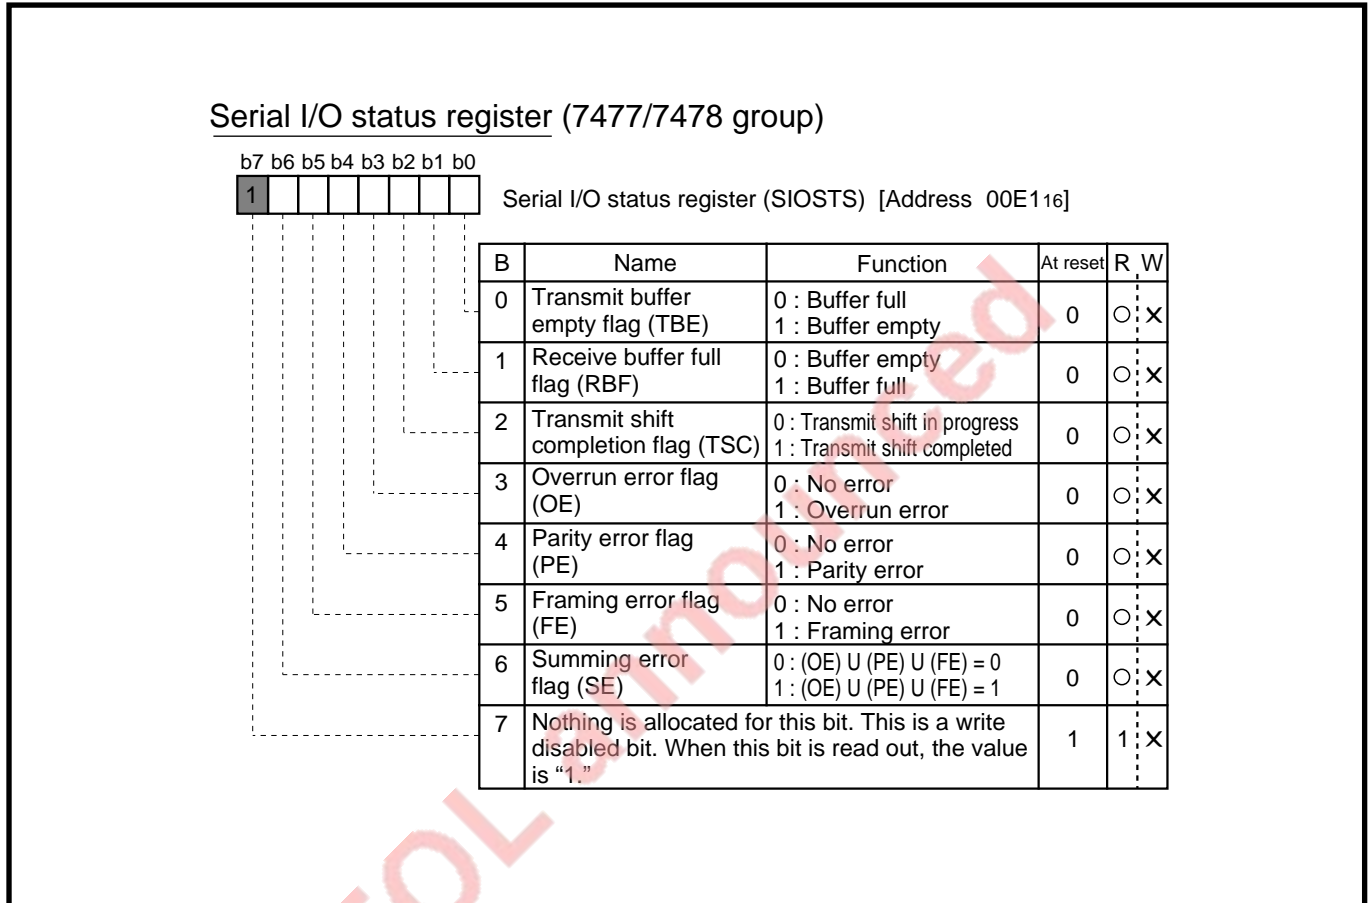 Serial I/O status register (7477/7478 group)
b7 b6 b5 b4 b3 b2 b1 b0
1
Serial I/O status register (SIOSTS) [Address 00E116]
B Name Function At reset R W
0 Transmit buffer empty flag (TBE) 0 : Buffer full 1 : Buffer empty 0 ○ ×
1 Receive buffer full flag (RBF) 0 : Buffer empty 1 : Buffer full 0 ○ ×
2 Transmit shift completion flag (TSC) 0 : Transmit shift in progress 1 : Transmit shift completed 0 ○ ×
3 Overrun error flag (OE) 0 : No error 1 : Overrun error 0 ○ ×
4 Parity error flag (PE) 0 : No error 1 : Parity error 0 ○ ×
5 Framing error flag (FE) 0 : No error 1 : Framing error 0 ○ ×
6 Summing error flag (SE) 0 : (OE) U (PE) U (FE) = 0 1 : (OE) U (PE) U (FE) = 1 0 ○ ×
7 Nothing is allocated for this bit. This is a write disabled bit. When this bit is read out, the value is “1.” 1 1 ×
EOL announced